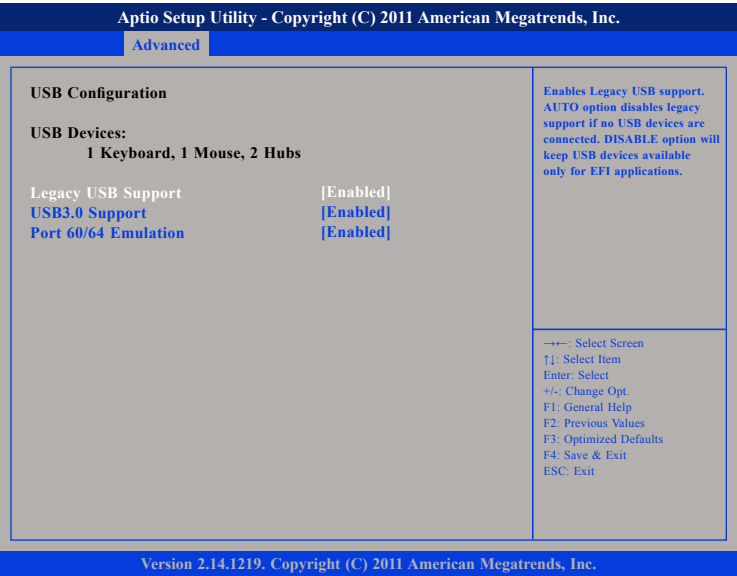 Aptio Setup Utility - Copyright (C) 2011 American Megatrends, Inc.
Advanced
USB Configuration
USB Devices:
1 Keyboard, 1 Mouse, 2 Hubs
Legacy USB Support [Enabled]
USB3.0 Support [Enabled]
Port 60/64 Emulation [Enabled]
Enables Legacy USB support.
AUTO option disables legacy
support if no USB devices are
connected. DISABLE option will
keep USB devices available
only for EFI applications.
→←: Select Screen
↑↓: Select Item
Enter: Select
+/-: Change Opt.
F1: General Help
F2: Previous Values
F3: Optimized Defaults
F4: Save & Exit
ESC: Exit
Version 2.14.1219. Copyright (C) 2011 American Megatrends, Inc.